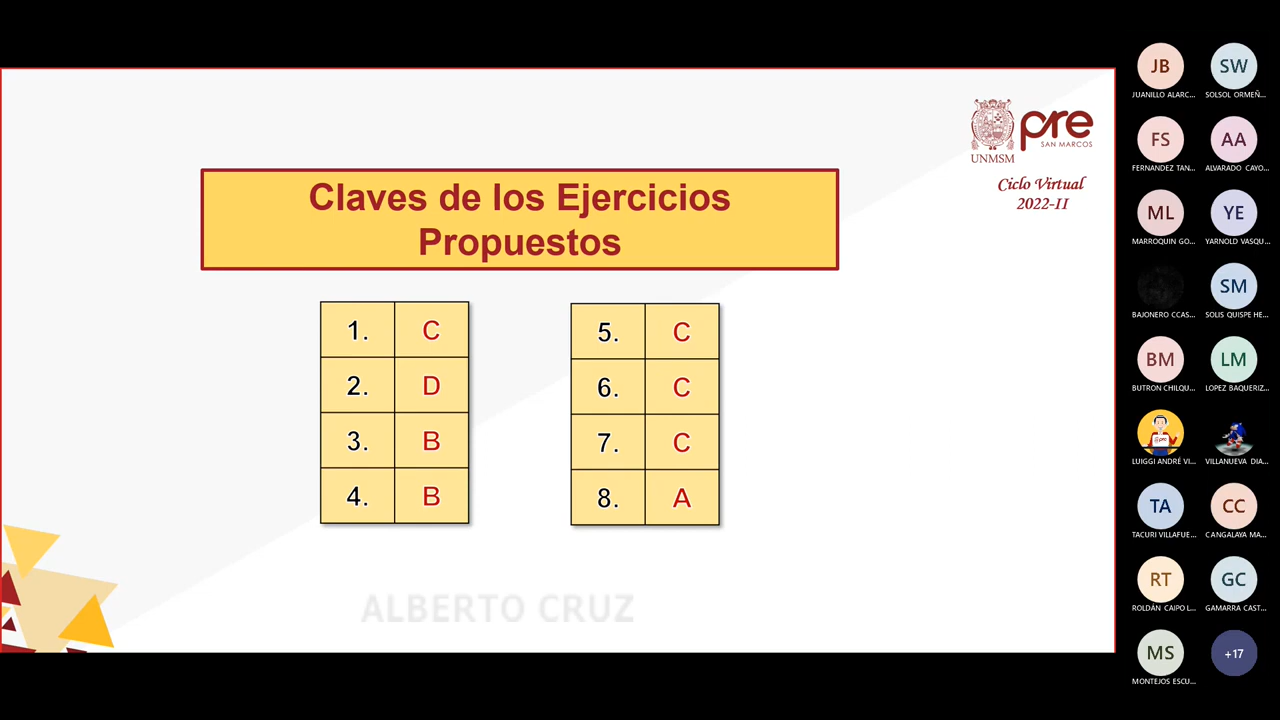 UNMSM
pre
SAN MARCOS
Ciclo Virtual
2022-II
Claves de los Ejercicios
Propuestos
1. C
2. D
3. B
4. B
5. C
6. C
7. C
8. A
ALBERTO CRUZ
JB SW
JUANILLO ALARC... SOLSOL ORMEÑ...
FS AA
FERNANDEZ TAN... ALVARADO CAYO...
ML YE
MARROQUIN GO... YARNOLD VASQU...
SM
BAJONERO CCAS... SOLIS QUISPE HE...
BM LM
BUTRON CHILQU... LOPEZ BAQUERIZ...
LUIGGI ANDRÉ VI... VILLANUEVA DIA...
TA CC
TACURI VILLAFUE... CANGALAYA MA...
RT GC
ROLDÁN CAIPO L... GAMARRA CAST...
MS +17
MONTEJOS ESCU...